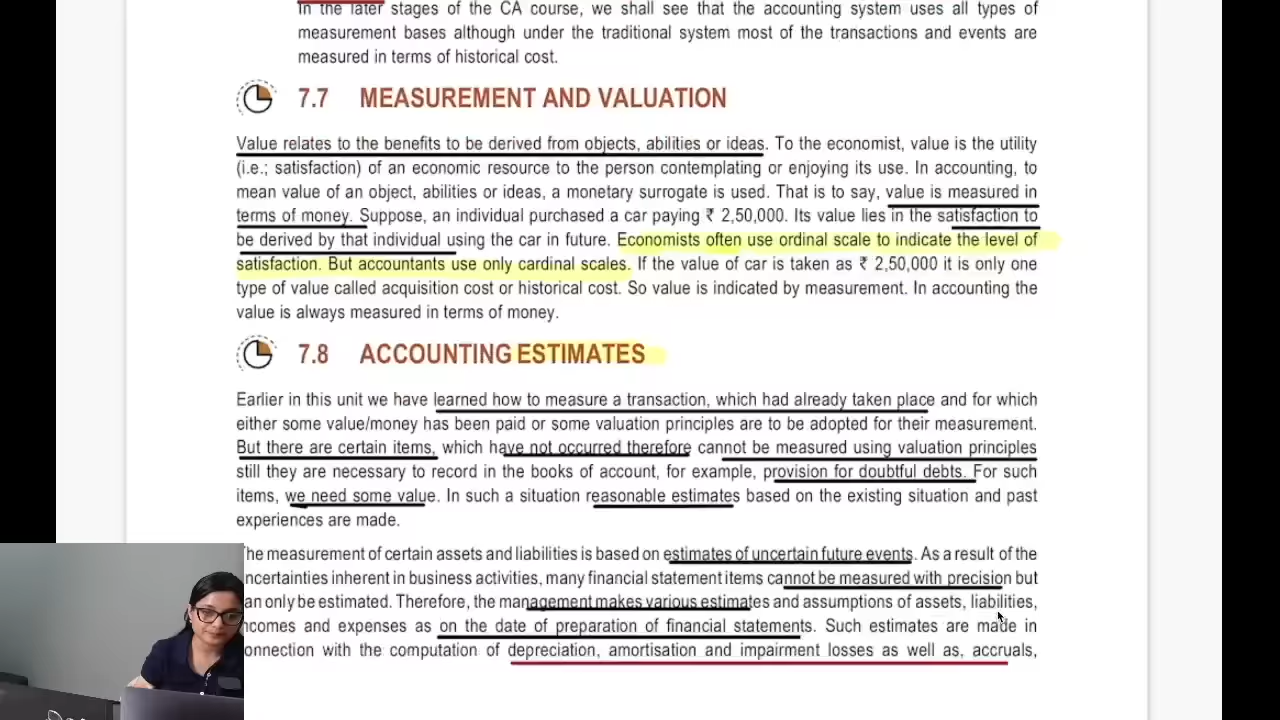 In the later stages of the CA course, we shall see that the accounting system uses all types of
measurement bases although under the traditional system most of the transactions and events are
measured in terms of historical cost.
7.7 MEASUREMENT AND VALUATION
Value relates to the benefits to be derived from objects, abilities or ideas. To the economist, value is the utility
(i.e.; satisfaction) of an economic resource to the person contemplating or enjoying its use. In accounting, to
mean value of an object, abilities or ideas, a monetary surrogate is used. That is to say, value is measured in
terms of money. Suppose, an individual purchased a car paying ₹ 2,50,000. Its value lies in the satisfaction to
be derived by that individual using the car in future. Economists often use ordinal scale to indicate the level of
satisfaction. But accountants use only cardinal scales. If the value of car is taken as ₹ 2,50,000 it is only one
type of value called acquisition cost or historical cost. So value is indicated by measurement. In accounting the
value is always measured in terms of money.
7.8 ACCOUNTING ESTIMATES
Earlier in this unit we have learned how to measure a transaction, which had already taken place and for which
either some value/money has been paid or some valuation principles are to be adopted for their measurement.
But there are certain items, which have not occurred therefore cannot be measured using valuation principles
still they are necessary to record in the books of account, for example, provision for doubtful debts. For such
items, we need some value. In such a situation reasonable estimates based on the existing situation and past
experiences are made.
he measurement of certain assets and liabilities is based on estimates of uncertain future events. As a result of the
ncertainties inherent in business activities, many financial statement items cannot be measured with precision but
an only be estimated. Therefore, the management makes various estimates and assumptions of assets, liabilities,
ncomes and expenses as on the date of preparation of financial statements. Such estimates are made in
onnection with the computation of depreciation, amortisation and impairment losses as well as, accruals,